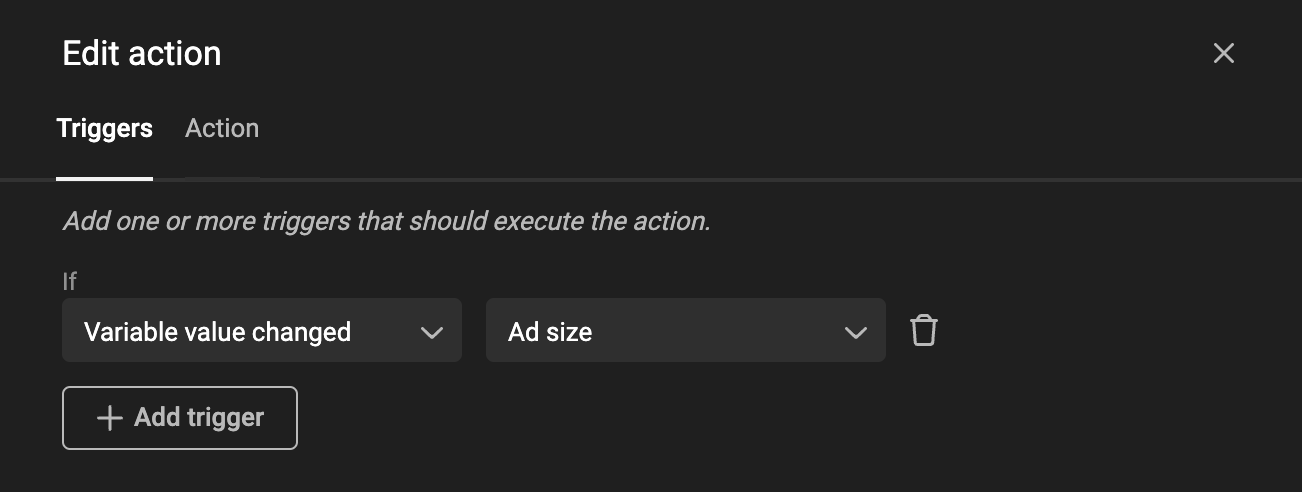 Edit action
Triggers Action
Add one or more triggers that should execute the action.
If
Variable value changed Ad size
Add trigger